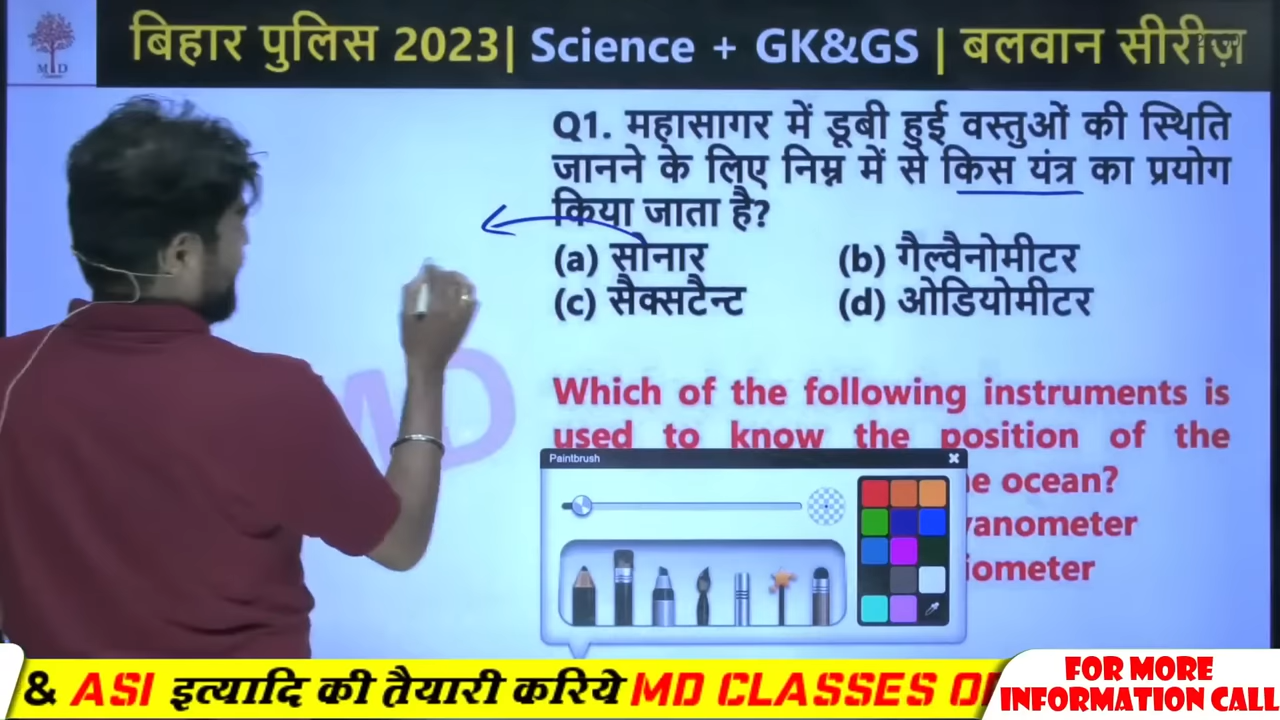 बिहार पुलिस 2023| Science + GK&GS | बलवान सीरीज़
MD
Q1. महासागर में डूबी हुई वस्तुओं की स्थिति
जानने के लिए निम्न में से किस यंत्र का प्रयोग
किया जाता है?
(a) सोनार (b) गैल्वैनोमीटर
(c) सैक्सटैन्ट (d) ओडियोमीटर
MD
Which of the following instruments is
used to know the position of the
ocean?
Paintbrush
& ASI इत्यादि की तैयारी करिये MD CLASSES
FOR MORE
INFORMATION CALL